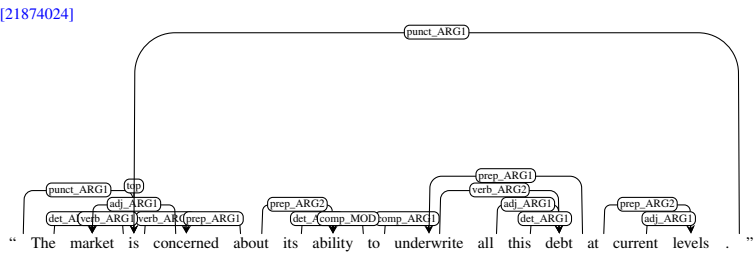 [21874024]
punct_ARG1
prep_ARG1
punct_ARG1 top verb_ARG2
adj_ARG1 prep_ARG2 adj_ARG1 prep_ARG2
verb_ARG1 prep_ARG1 comp_MOD comp_ARG1 det_ARG1 adj_ARG1
“ The market is concerned about its ability to underwrite all this debt at current levels . ”